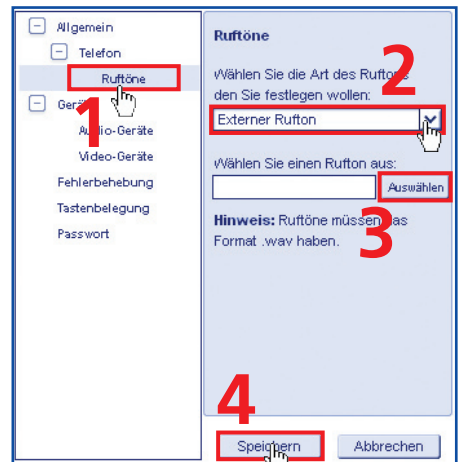 Allgemein
Telefon
Ruftöne
Audio-Geräte
Video-Geräte
Fehlerbehebung
Tastenbelegung
Passwort
1
Ruftöne
Wählen Sie die Art des Ruftons
den Sie festlegen wollen:
2
Externer Rufton
Wählen Sie einen Rufton aus:
Auswählen
3
Hinweis: Ruftöne müssen das
Format .wav haben.
4
Speichern
Abbrechen